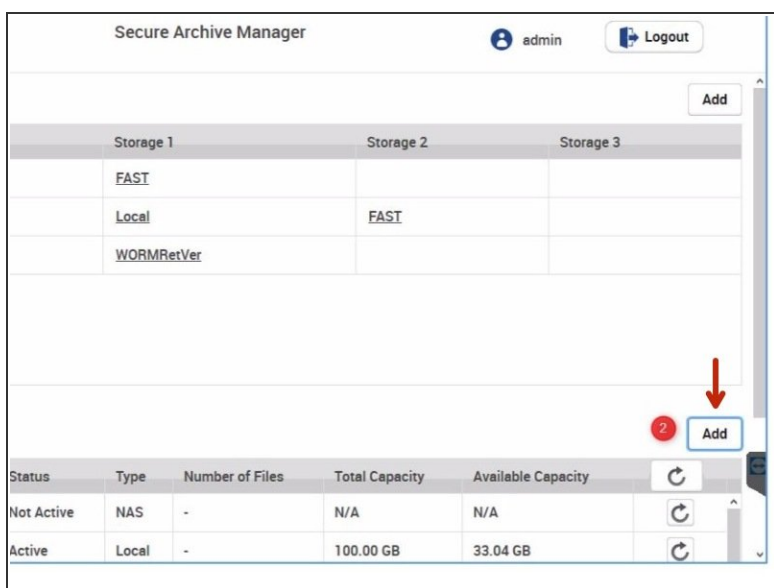 Secure Archive Manager admin Logout
Add
Storage 1 Storage 2 Storage 3
FAST
Local FAST
WORMRetVer
2 Add
Status Type Number of Files Total Capacity Available Capacity
Not Active NAS - N/A N/A
Active Local - 100.00 GB 33.04 GB